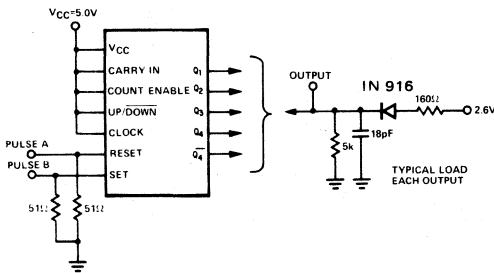 VCC=5.0V
VCC
CARRY IN Q1
COUNT ENABLE Q2
UP/DOWN Q3
CLOCK Q4
RESET Q4
SET
PULSE A
PULSE B
51Ω
51Ω
OUTPUT
IN 916
160Ω
2.6V
5k
18pF
TYPICAL LOAD
EACH OUTPUT